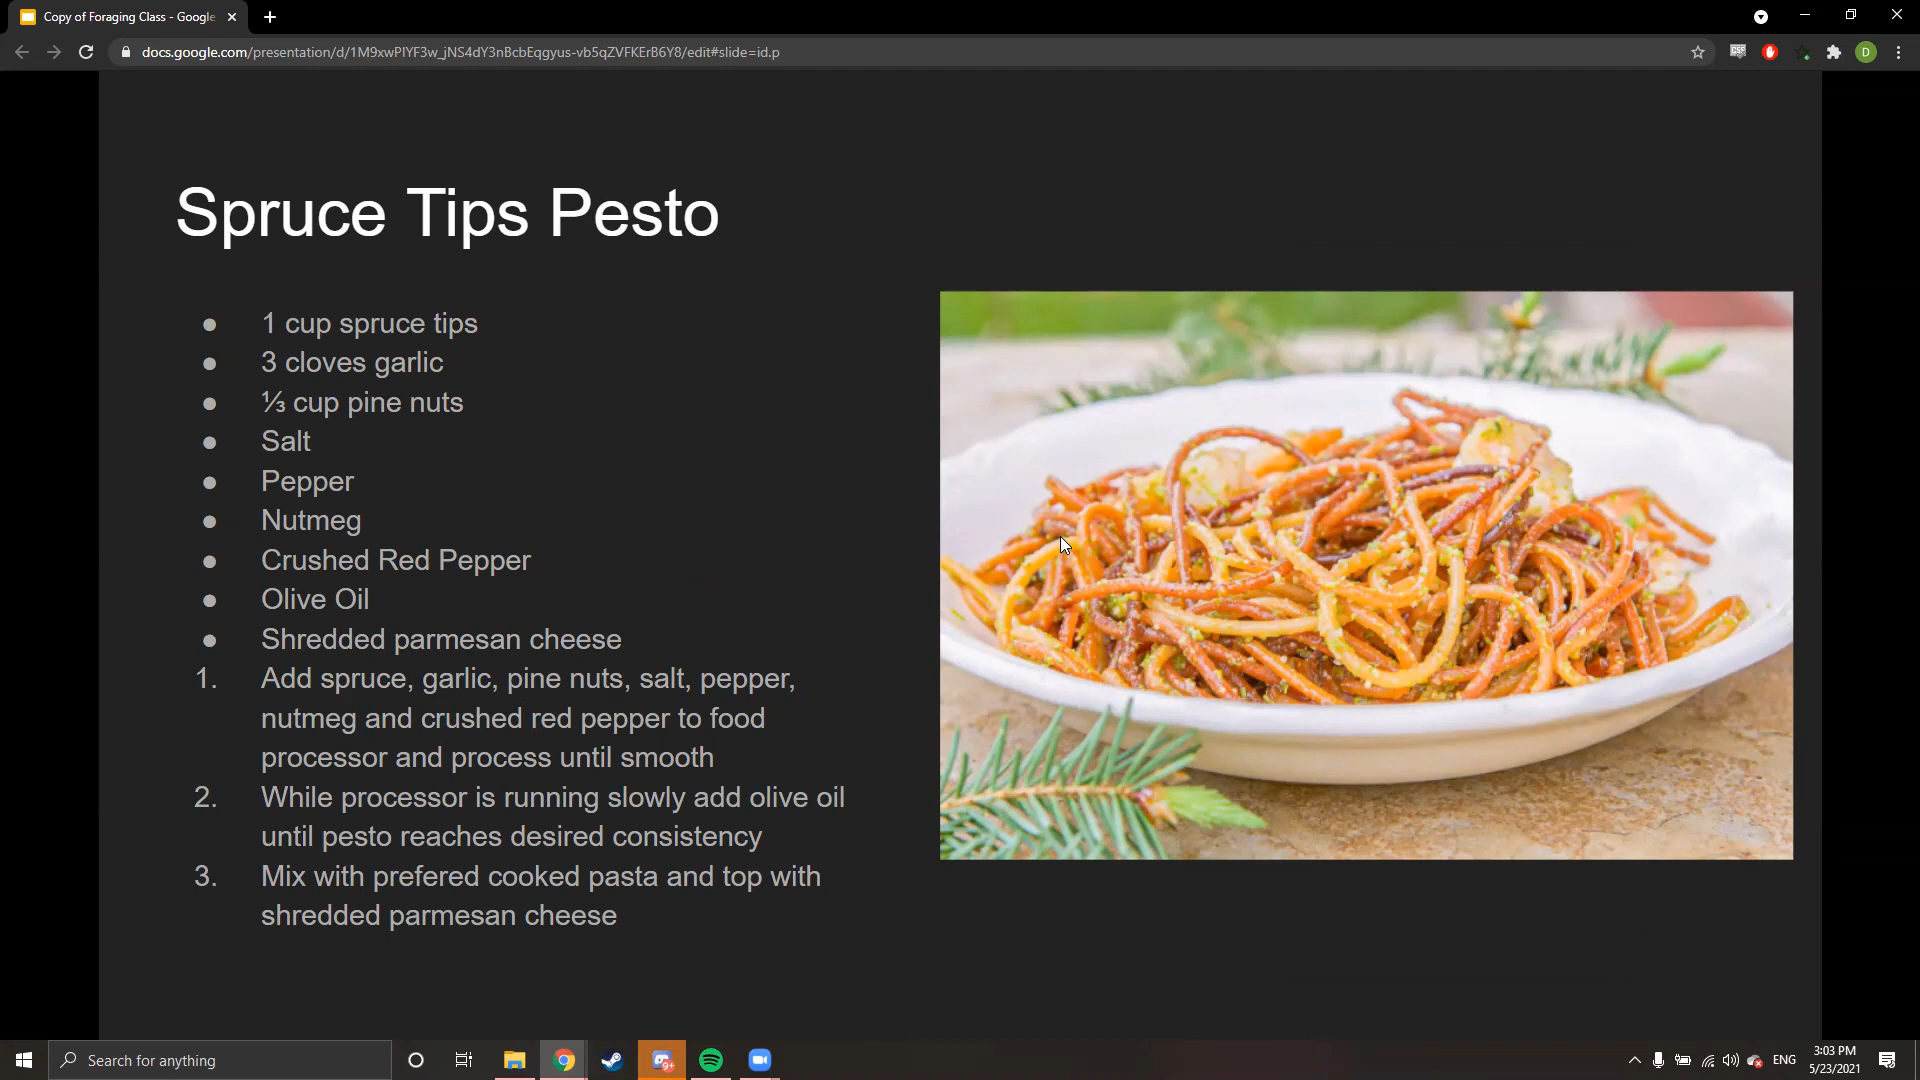 Copy of Foraging Class - Google
docs.google.com/presentation/d/1M9xwPIYF3w_jNS4dY3nBcbEqgyus-vb5qZVFKErB6Y8/edit#slide=id.p
D
Spruce Tips Pesto
● 1 cup spruce tips
● 3 cloves garlic
● ⅓ cup pine nuts
● Salt
● Pepper
● Nutmeg
● Crushed Red Pepper
● Olive Oil
● Shredded parmesan cheese
1. Add spruce, garlic, pine nuts, salt, pepper,
nutmeg and crushed red pepper to food
processor and process until smooth
2. While processor is running slowly add olive oil
until pesto reaches desired consistency
3. Mix with prefered cooked pasta and top with
shredded parmesan cheese
Search for anything
9+
ENG
3:03 PM
5/23/2021